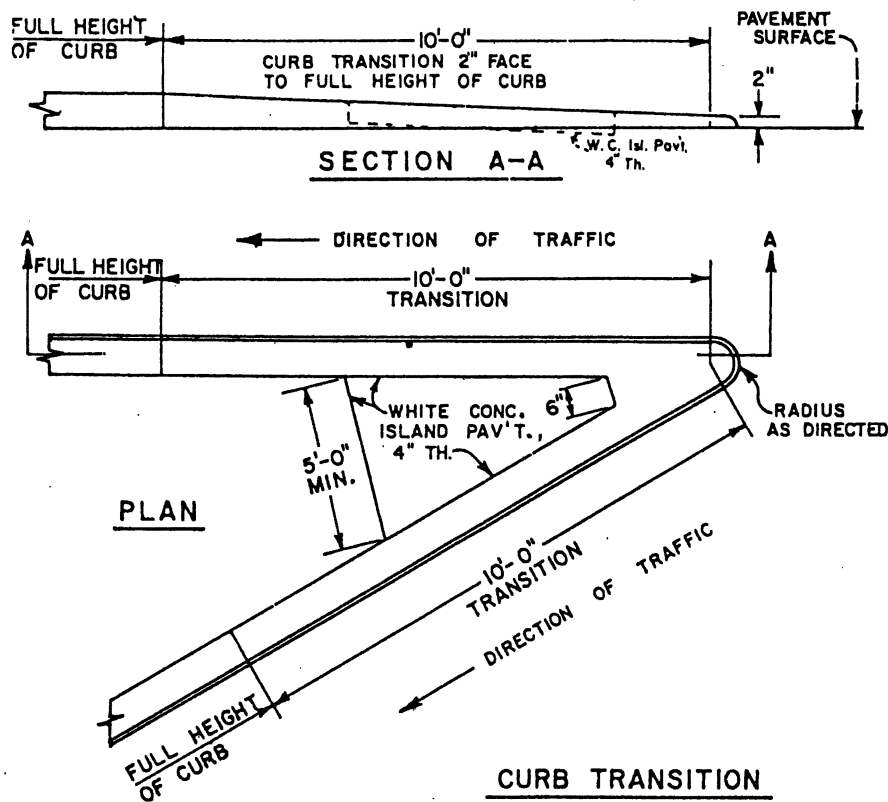 FULL HEIGHT
OF CURB
10'-0"
CURB TRANSITION 2" FACE
TO FULL HEIGHT OF CURB
PAVEMENT
SURFACE
2"
W.C. Isl. Pav't.
4" Th.
SECTION A-A
A
DIRECTION OF TRAFFIC
A
FULL HEIGHT
OF CURB
10'-0"
TRANSITION
WHITE CONC.
ISLAND PAV'T.,
4" TH.
6"
RADIUS
AS DIRECTED
5'-0"
MIN.
PLAN
10'-0"
TRANSITION
DIRECTION OF TRAFFIC
FULL HEIGHT
OF CURB
CURB TRANSITION